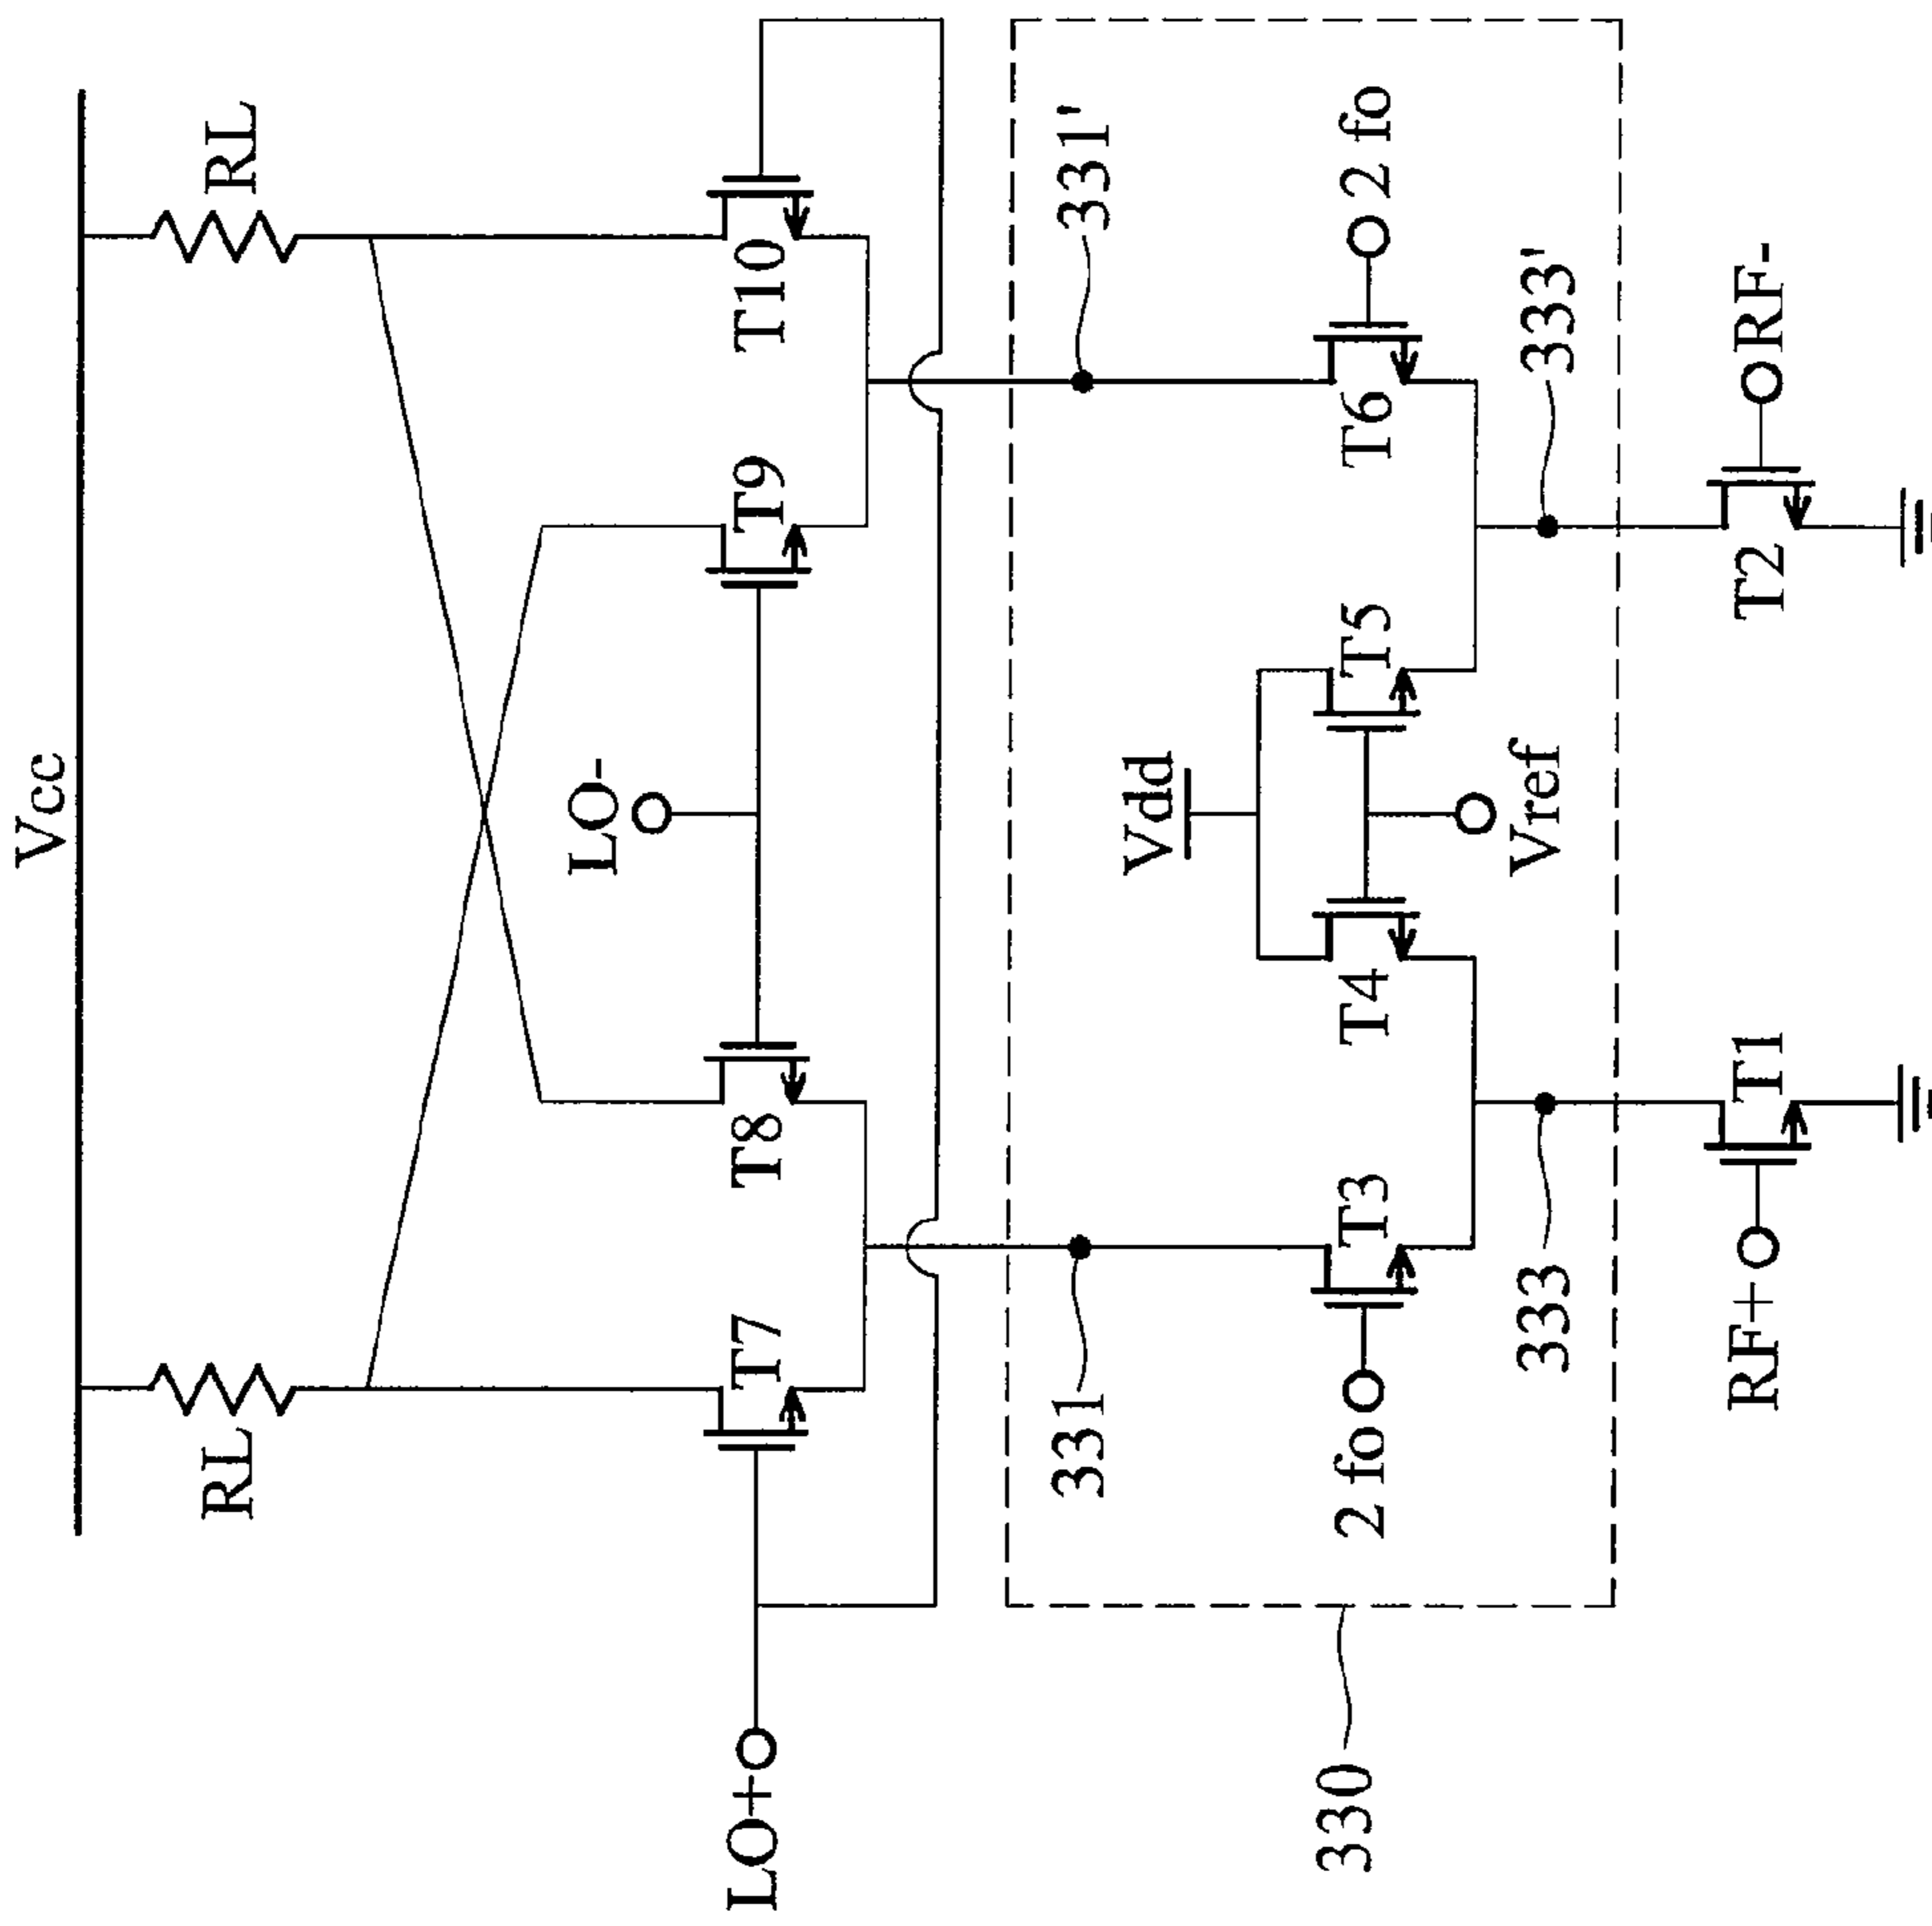 Vcc
RL
RL
LO-
LO+
T7
T8
T9
T10
331
331'
Vdd
2 fo
T3
T4
T5
T6
2 fo
Vref
330
333
333'
RF+
T1
T2
RF-